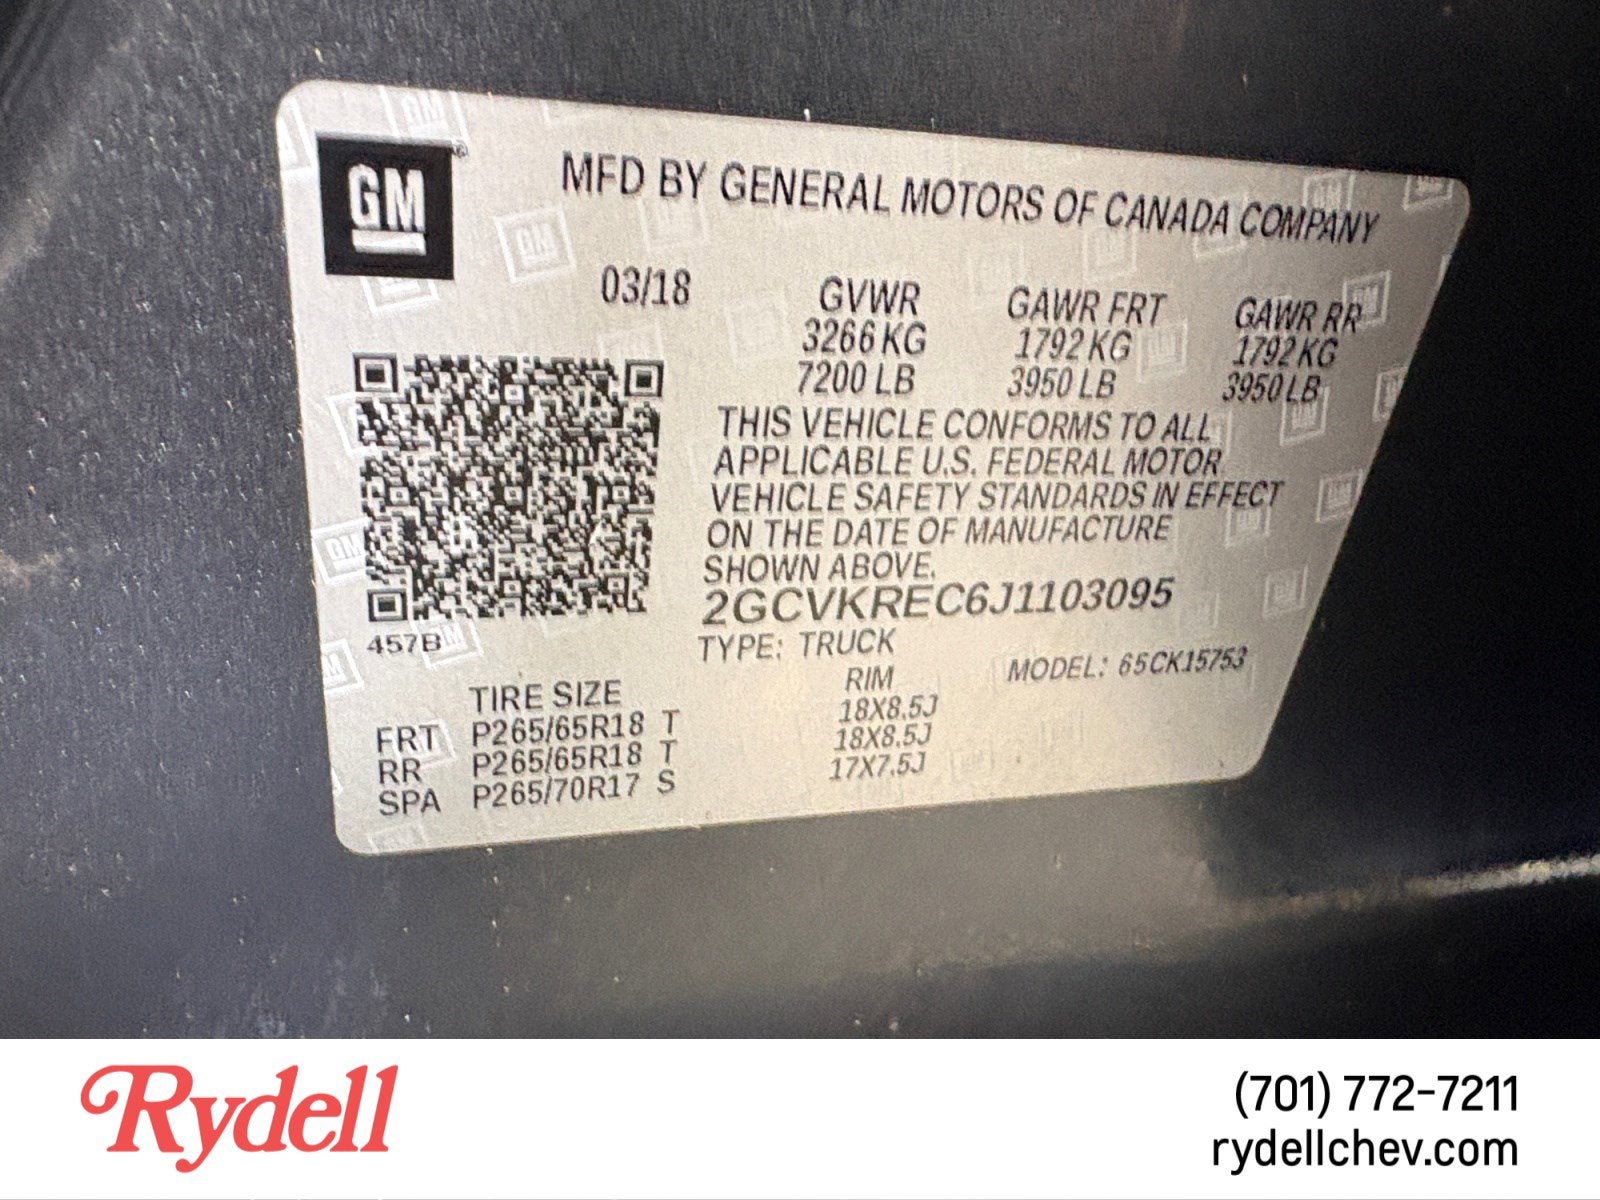 GM
MFD BY GENERAL MOTORS OF CANADA COMPANY
03/18 GVWR GAWR FRT GAWR RR
3266 KG 1792 KG 1792 KG
7200 LB 3950 LB 3950 LB
THIS VEHICLE CONFORMS TO ALL
APPLICABLE U.S. FEDERAL MOTOR
VEHICLE SAFETY STANDARDS IN EFFECT
ON THE DATE OF MANUFACTURE
SHOWN ABOVE.
2GCVKREC6J1103095
457B
TYPE: TRUCK
MODEL: 65CK15753
TIRE SIZE RIM
FRT P265/65R18 T 18X8.5J
RR P265/65R18 T 18X8.5J
SPA P265/70R17 S 17X7.5J
Rydell
(701) 772-7211
rydellchev.com